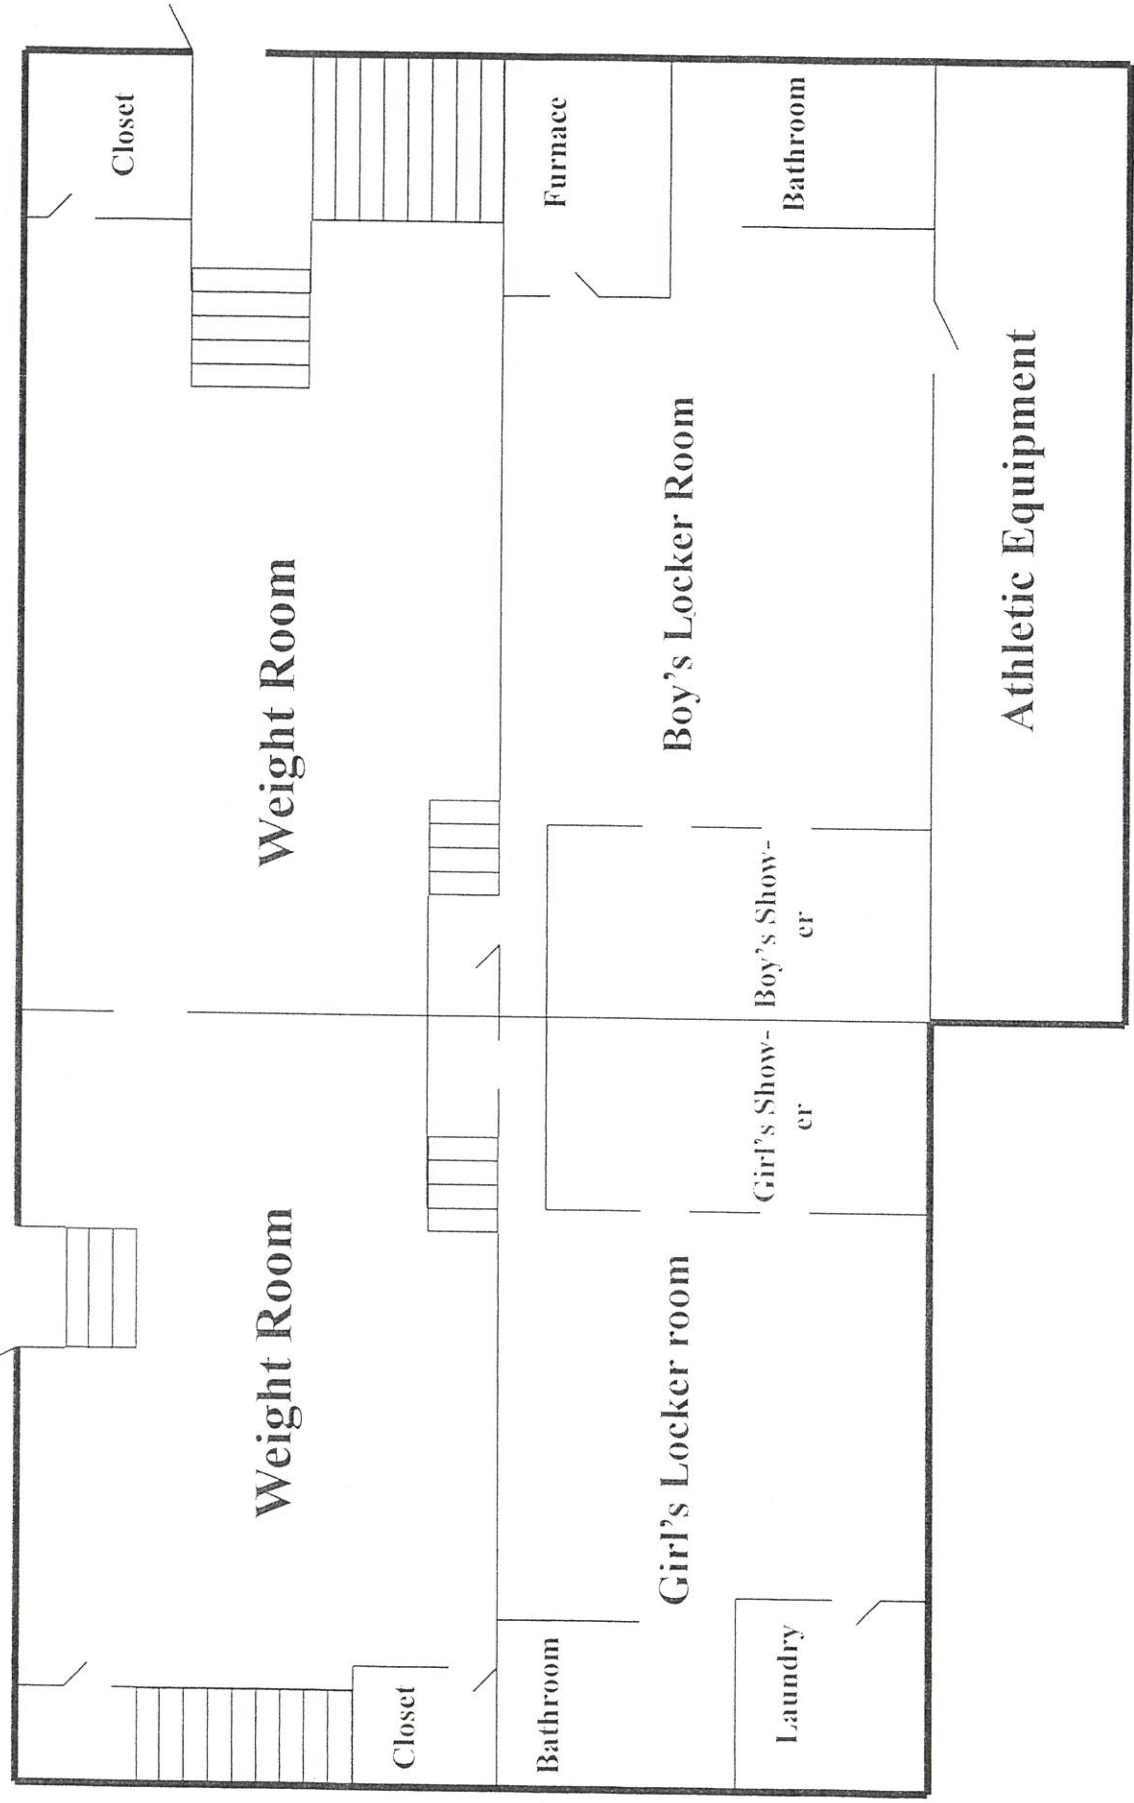 Closet
Weight Room
Weight Room
Closet
Bathroom
Furnace
Girl's Locker room
Boy's Locker Room
Laundry
Girl's Show-
er
Boy's Show-
er
Bathroom
Athletic Equipment